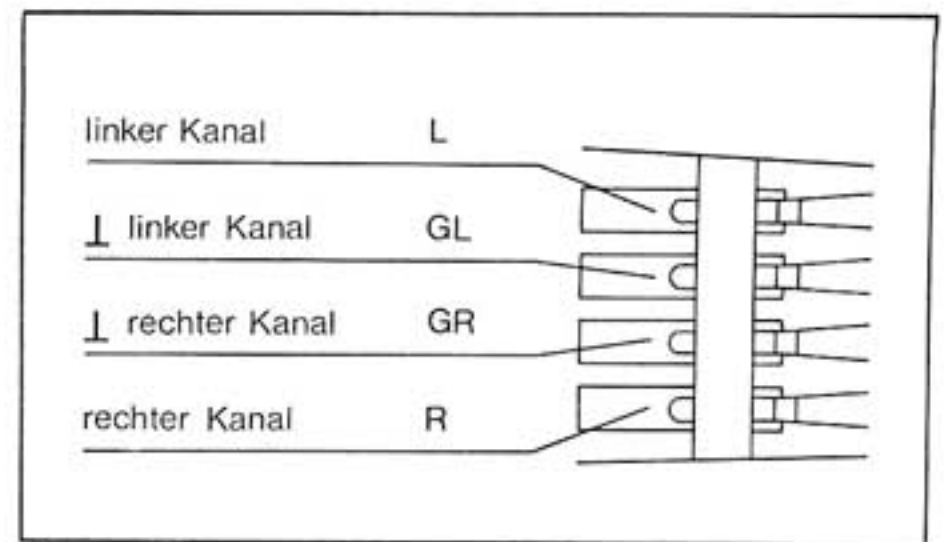 linker Kanal L
⊥ linker Kanal GL
⊥ rechter Kanal GR
rechter Kanal R